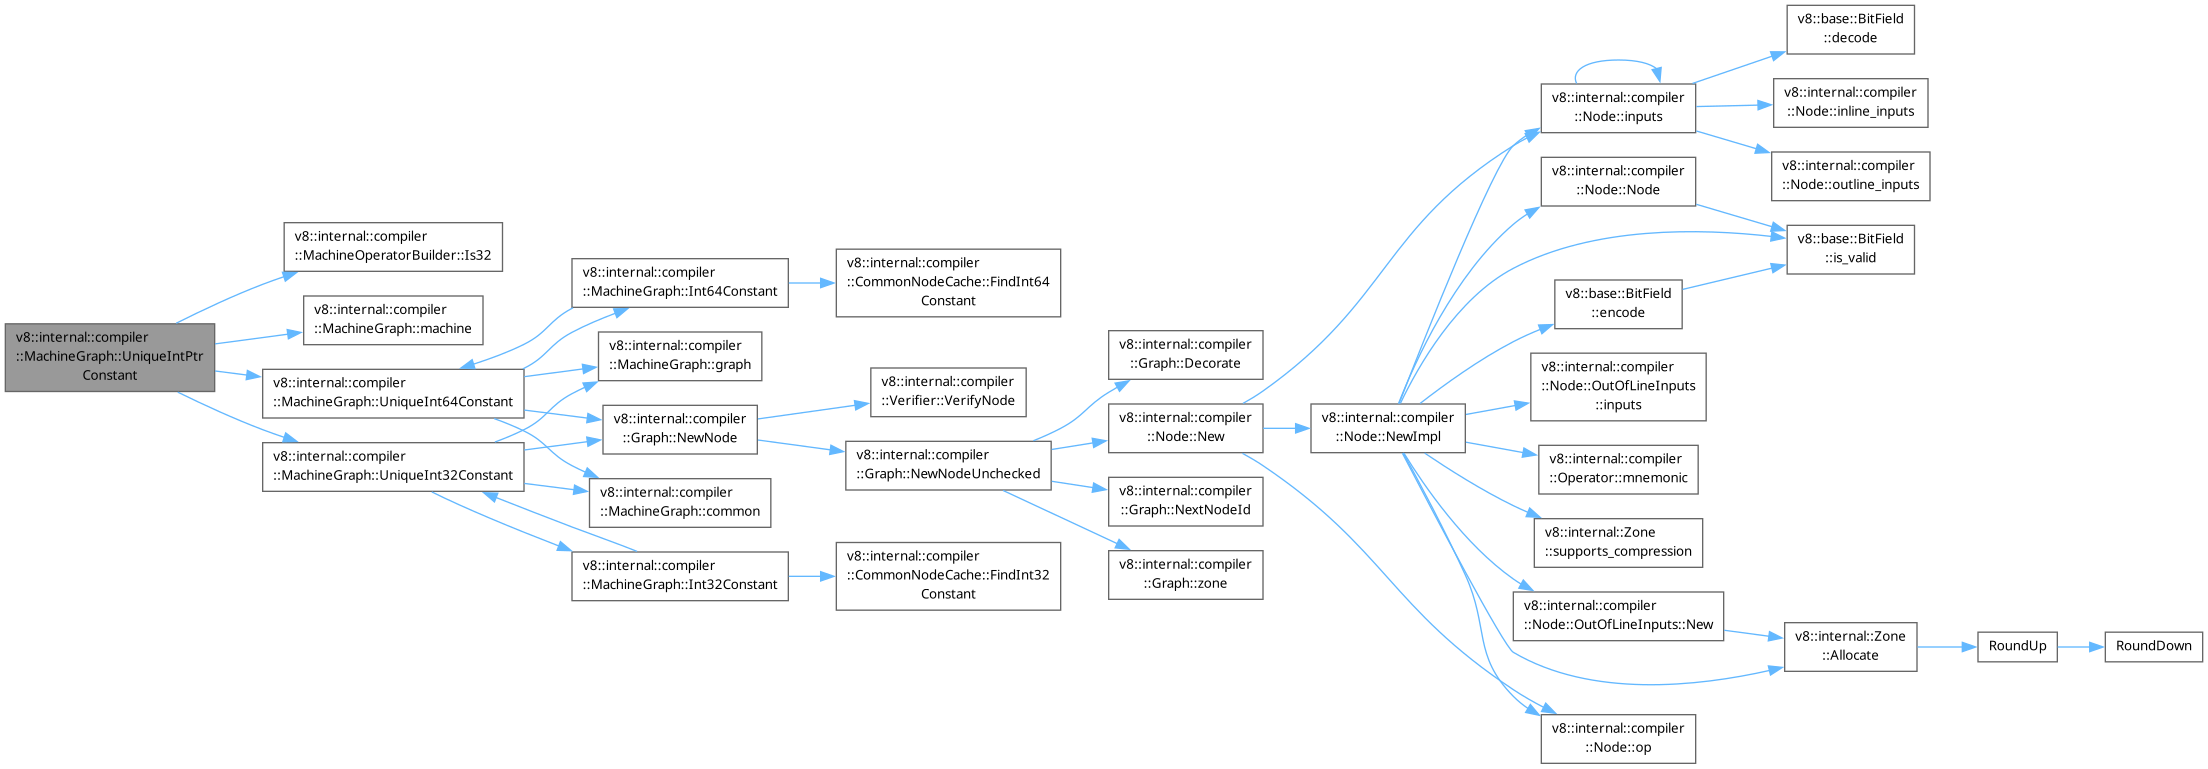 v8::internal::compiler
::MachineGraph::UniqueIntPtr
Constant
v8::internal::compiler
::MachineOperatorBuilder::Is32
v8::internal::compiler
::MachineGraph::machine
v8::internal::compiler
::MachineGraph::UniqueInt64Constant
v8::internal::compiler
::MachineGraph::UniqueInt32Constant
v8::internal::compiler
::MachineGraph::Int64Constant
v8::internal::compiler
::MachineGraph::graph
v8::internal::compiler
::Graph::NewNode
v8::internal::compiler
::MachineGraph::common
v8::internal::compiler
::MachineGraph::Int32Constant
v8::internal::compiler
::CommonNodeCache::FindInt64
Constant
v8::internal::compiler
::Verifier::VerifyNode
v8::internal::compiler
::Graph::NewNodeUnchecked
v8::internal::compiler
::CommonNodeCache::FindInt32
Constant
v8::internal::compiler
::Graph::Decorate
v8::internal::compiler
::Node::New
v8::internal::compiler
::Graph::NextNodeId
v8::internal::compiler
::Graph::zone
v8::internal::compiler
::Node::NewImpl
v8::internal::compiler
::Node::inputs
v8::internal::compiler
::Node::Node
v8::base::BitField
::encode
v8::internal::compiler
::Node::OutOfLineInputs
::inputs
v8::internal::compiler
::Operator::mnemonic
v8::internal::Zone
::supports_compression
v8::internal::compiler
::Node::OutOfLineInputs::New
v8::internal::compiler
::Node::op
v8::base::BitField
::decode
v8::internal::compiler
::Node::inline_inputs
v8::internal::compiler
::Node::outline_inputs
v8::base::BitField
::is_valid
v8::internal::Zone
::Allocate
RoundUp
RoundDown